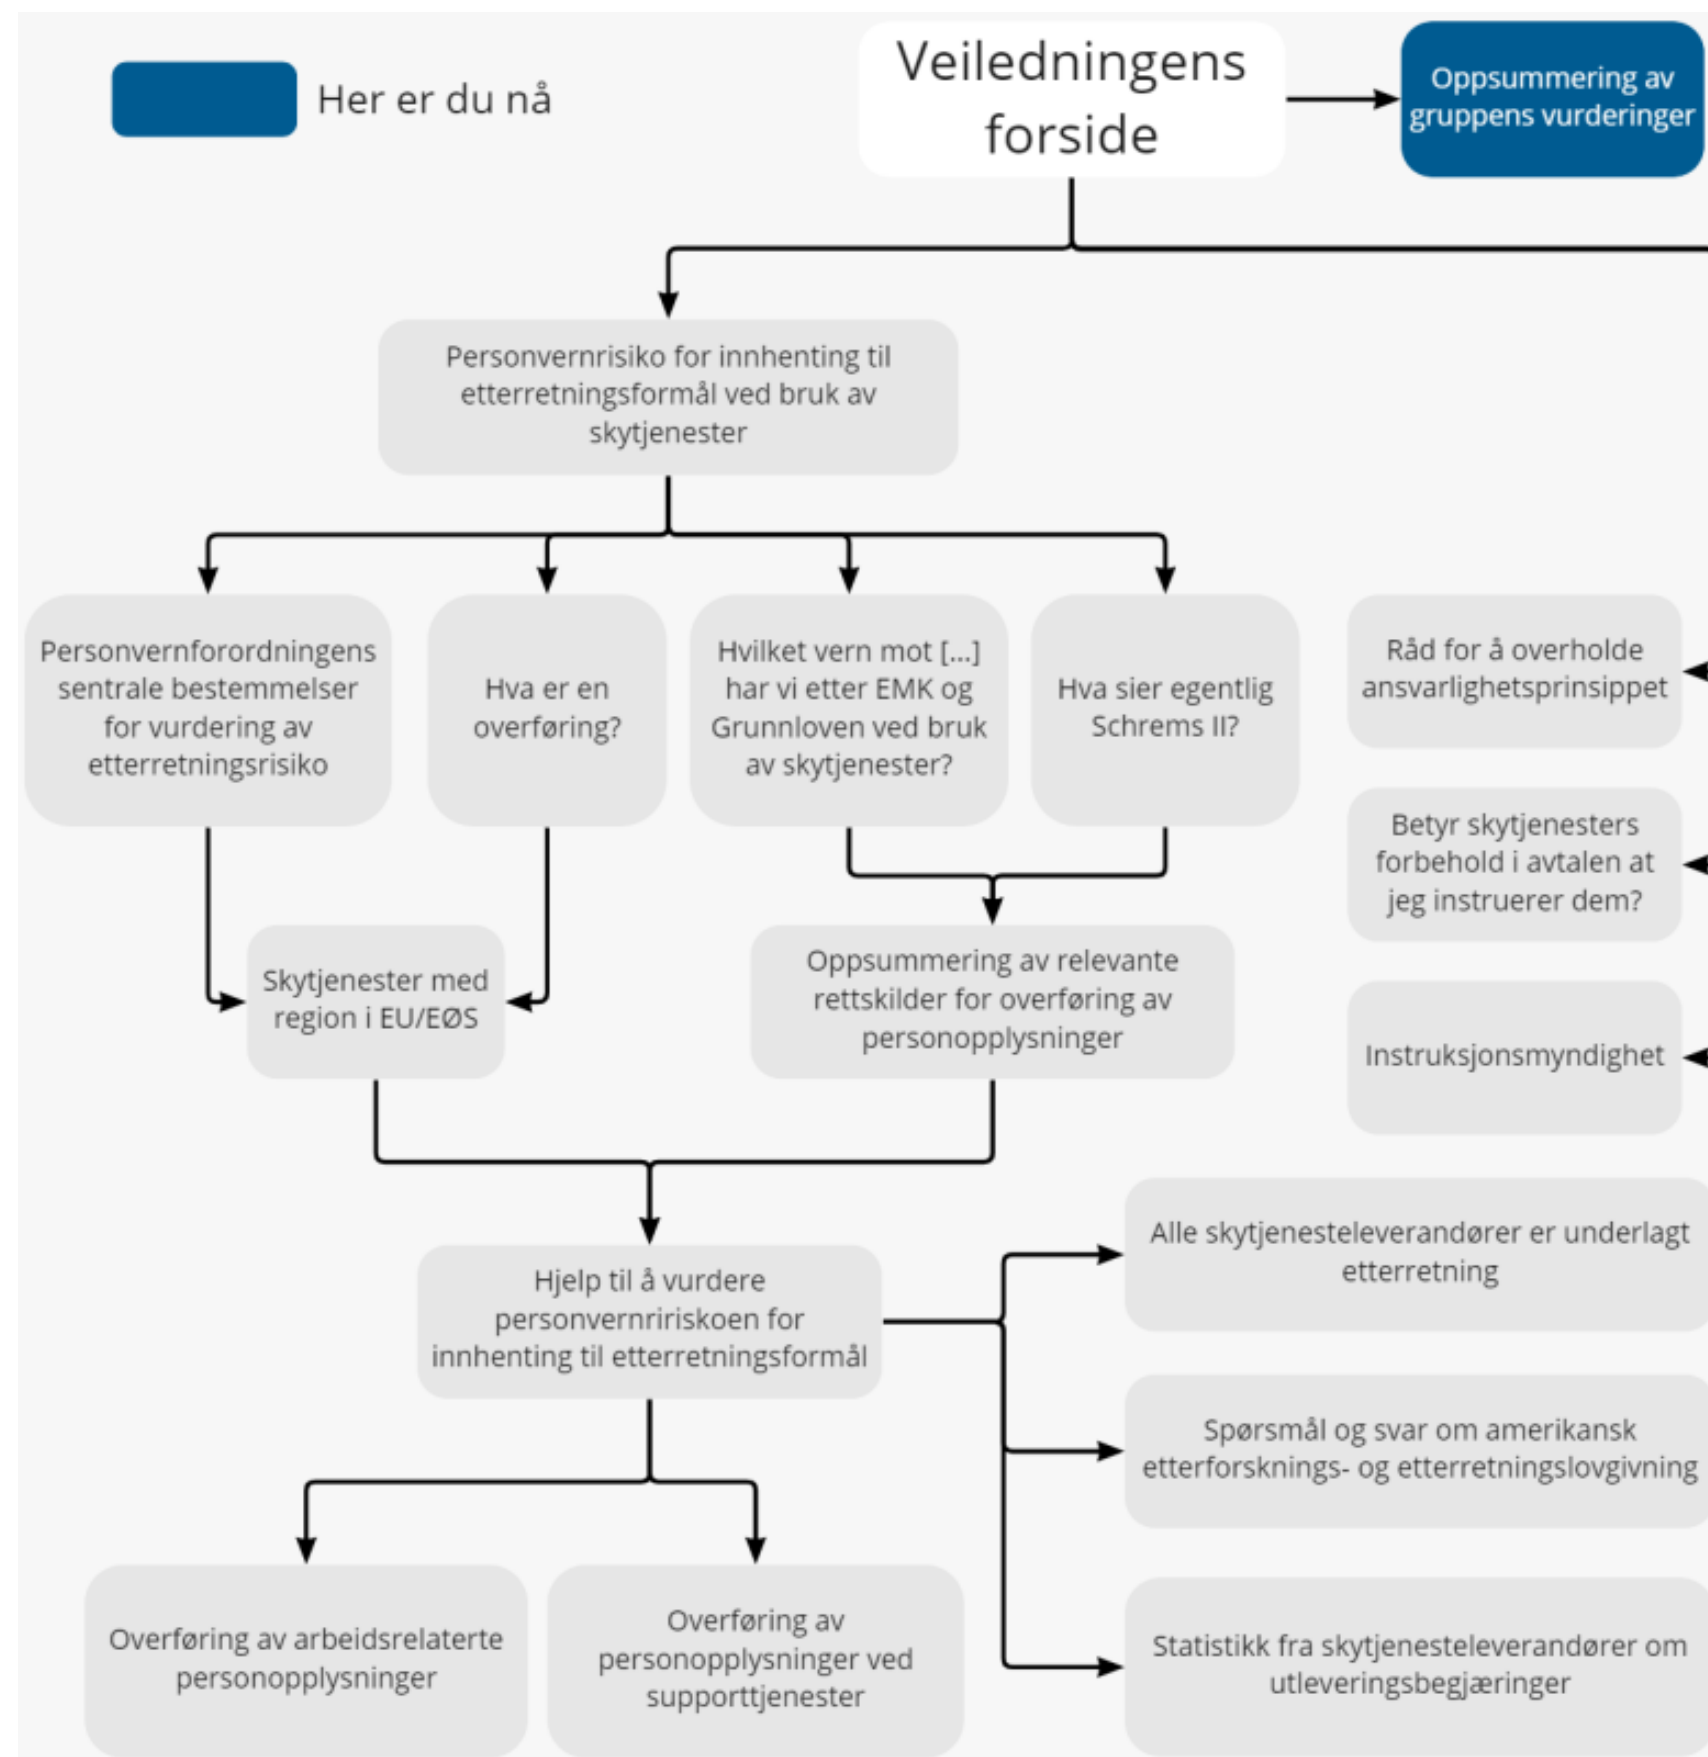 Her er du nå
Veiledningens
forside
Oppsummering av
gruppens vurderinger
Personvernrisiko for innhenting til
etterretningsformål ved bruk av
skytjenester
Personvernforordningens
sentrale bestemmelser
for vurdering av
etterretningsrisiko
Hva er en
overføring?
Hvilket vern mot [...]
har vi etter EMK og
Grunnloven ved bruk
av skytjenester?
Hva sier egentlig
Schrems II?
Råd for å overholde
ansvarlighetsprinsippet
Betyr skytjenesters
forbehold i avtalen at
jeg instruerer dem?
Skytjenester med
region i EU/EØS
Oppsummering av relevante
rettskilder for overføring av
personopplysninger
Instruksjonsmyndighet
Hjelp til å vurdere
personvernririskoen for
innhenting til etterretningsformål
Alle skytjenesteleverandører er underlagt
etterretning
Spørsmål og svar om amerikansk
etterforsknings- og etterretningslovgivning
Overføring av arbeidsrelaterte
personopplysninger
Overføring av
personopplysninger ved
supporttjenester
Statistikk fra skytjenesteleverandører om
utleveringsbegjæringer